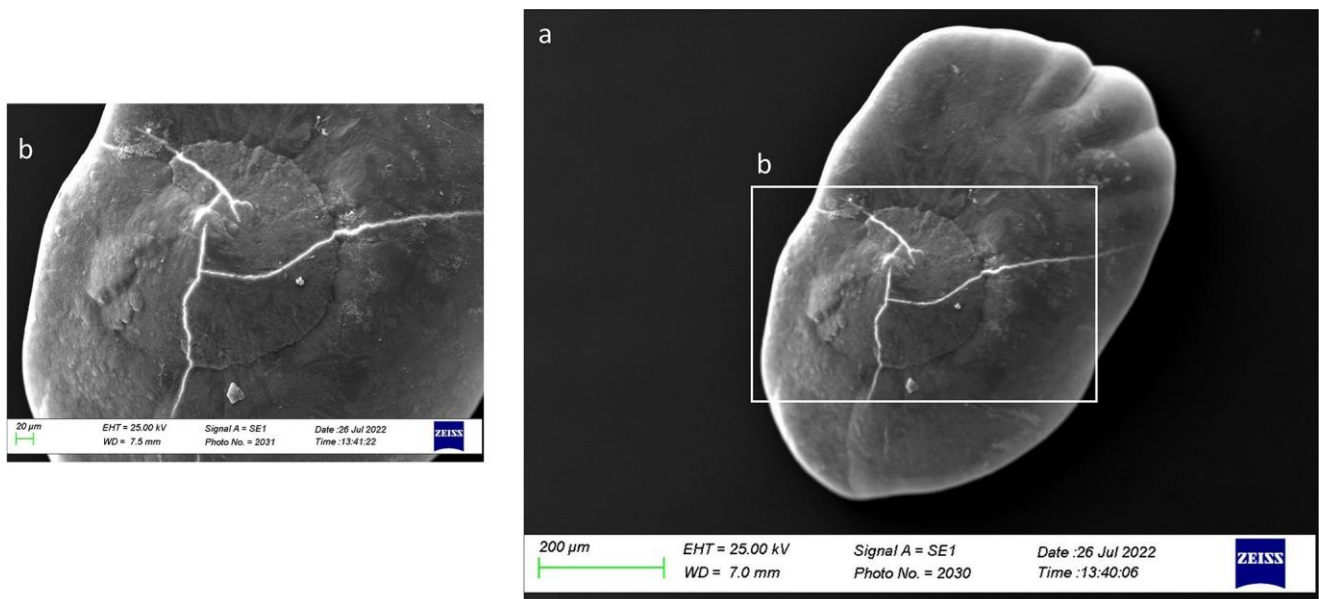 a
b
b
20 µm
EHT = 25.00 kV
Signal A = SE1
Date :26 Jul 2022
WD = 7.5 mm
Photo No. = 2031
Time :13:41:22
ZEISS
200 µm
EHT = 25.00 kV
Signal A = SE1
Date :26 Jul 2022
WD = 7.0 mm
Photo No. = 2030
Time :13:40:06
ZEISS